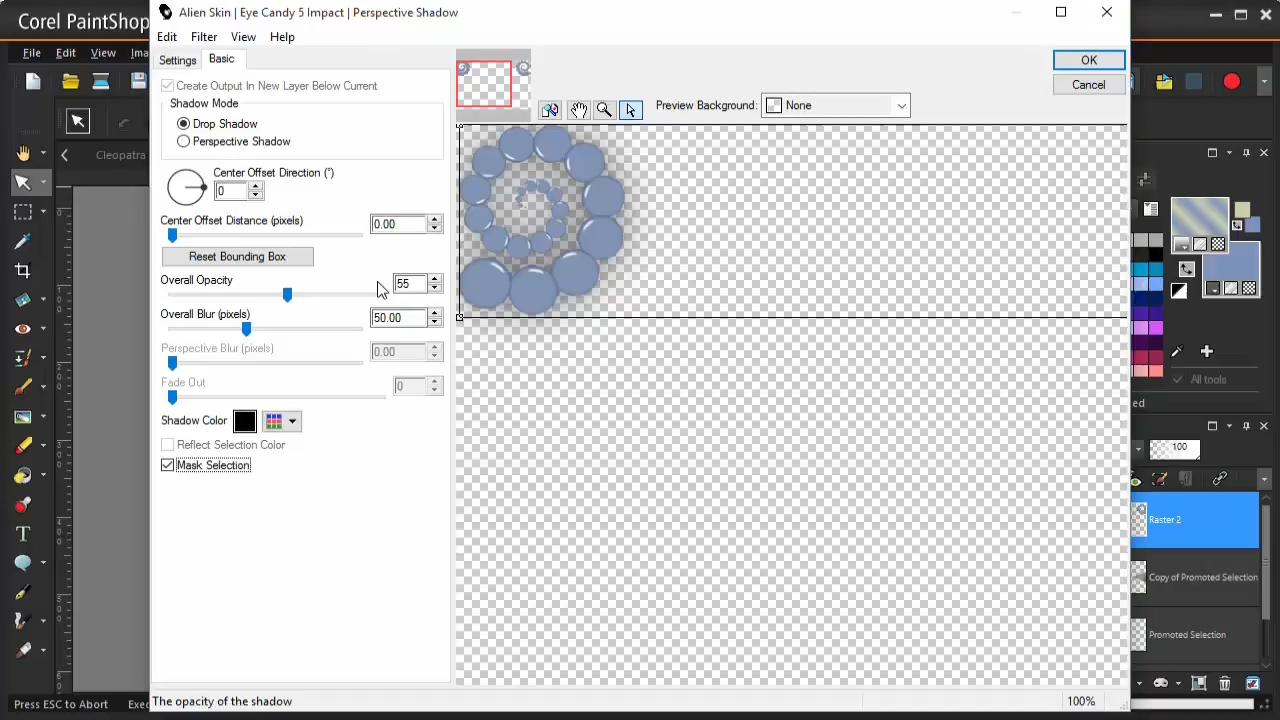 Corel PaintShop
Alien Skin | Eye Candy 5 Impact | Perspective Shadow
File Edit View
Edit Filter View Help
Settings Basic
OK
Cancel
Create Output In New Layer Below Current
Preview Background: None
Shadow Mode
Drop Shadow
Perspective Shadow
Cleopatra
Center Offset Direction (°)
0
Center Offset Distance (pixels)
0.00
Reset Bounding Box
Overall Opacity
55
Overall Blur (pixels)
50.00
Perspective Blur (pixels)
0.00
Fade Out
0
All tools
Shadow Color
Reflect Selection Color
100
Mask Selection
Raster 2
Copy of Promoted Selection
Promoted Selection
The opacity of the shadow
100%
Press ESC to Abort